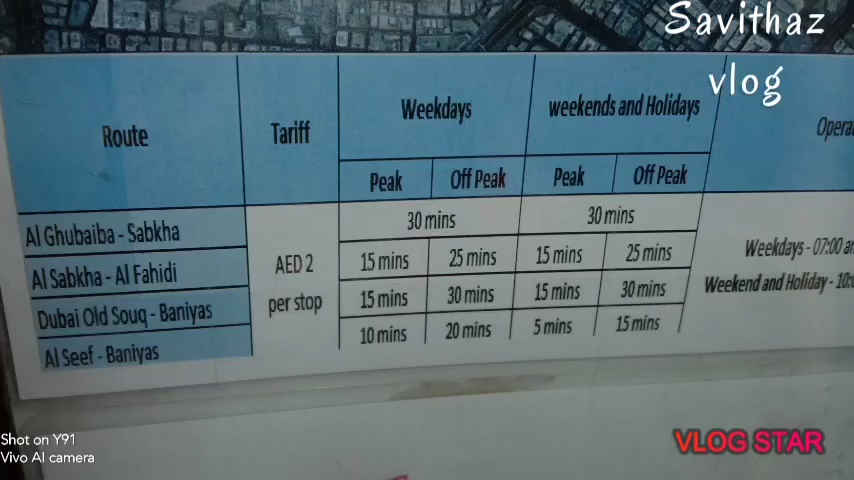 Savithaz
vlog
Route Tariff Weekdays weekends and Holidays
Peak Off Peak Peak Off Peak
Al Ghubaiba - Sabkha 30 mins 30 mins
Al Sabkha - Al Fahidi 15 mins 25 mins 15 mins 25 mins
Dubai Old Souq - Baniyas 15 mins 30 mins 15 mins 30 mins
Al Seef - Baniyas 10 mins 20 mins 5 mins 15 mins
AED 2
per stop
Weekdays - 07:00
Weekend and Holiday -
Shot on Y91
Vivo AI camera
VLOG STAR